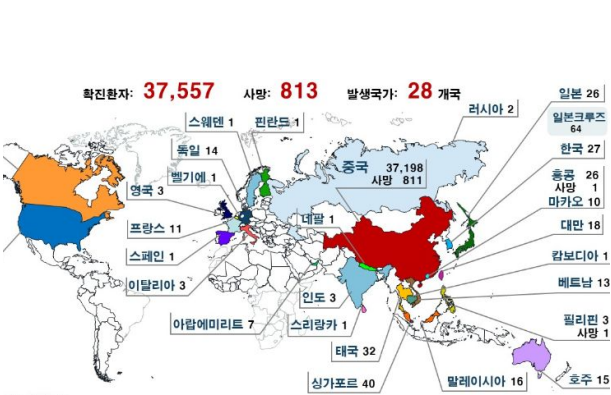 확진환자: 37,557 사망: 813 발생국가: 28 개국
러시아 2
일본 26
일본크루즈
64
스웨덴 1
핀란드 1
독일 14
중국 37,198
사망 811
한국 27
벨기에 1
홍콩 26
사망 1
영국 3
마카오 10
네팔 1
프랑스 11
대만 18
스페인 1
캄보디아 1
이탈리아 3
인도 3
베트남 13
아랍에미리트 7
스리랑카 1
필리핀 3
사망 1
태국 32
싱가포르 40
말레이시아 16
호주 15